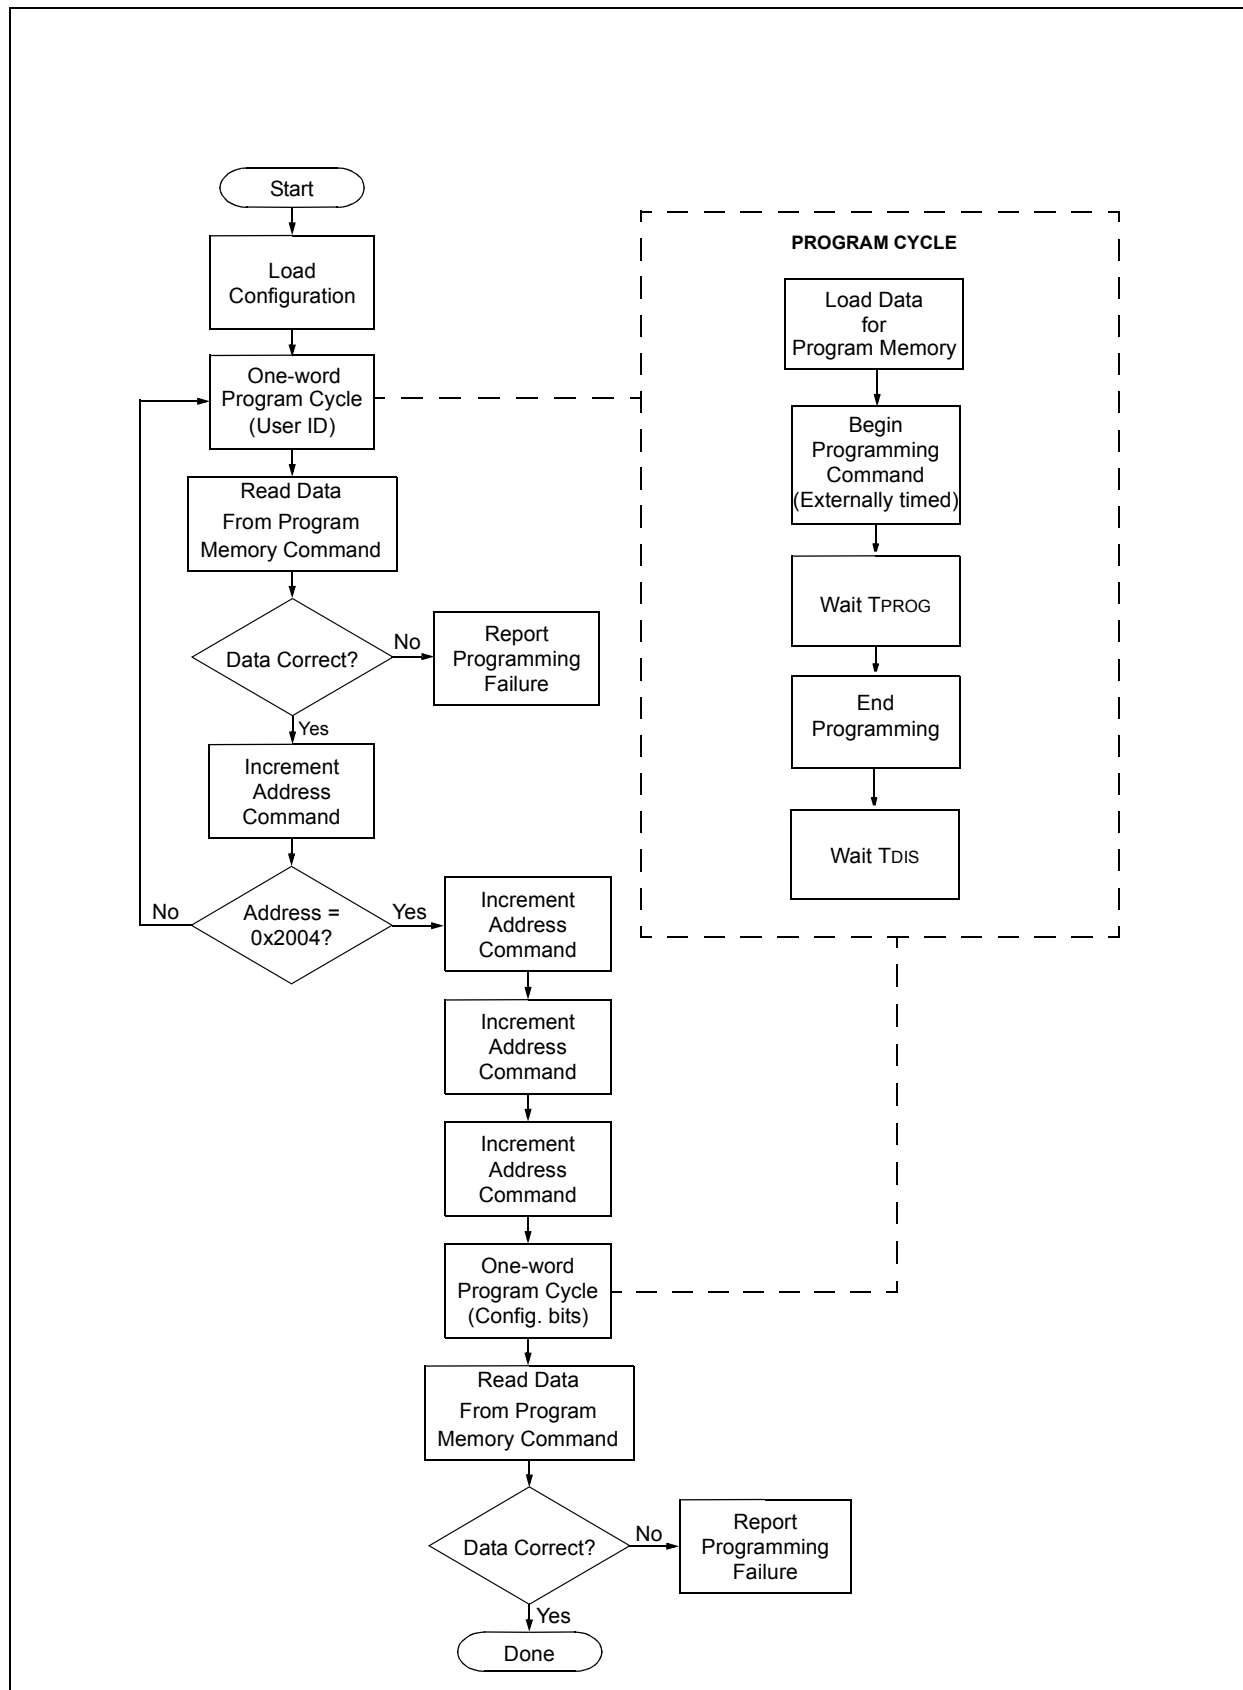 Start
Load
Configuration
One-word
Program Cycle
(User ID)
Read Data
From Program
Memory Command
Data Correct?
No
Report
Programming
Failure
Yes
Increment
Address
Command
Address =
0x2004?
No
Yes
Increment
Address
Command
Increment
Address
Command
Increment
Address
Command
One-word
Program Cycle
(Config. bits)
Read Data
From Program
Memory Command
Data Correct?
No
Report
Programming
Failure
Yes
Done
PROGRAM CYCLE
Load Data
for
Program Memory
Begin
Programming
Command
(Externally timed)
Wait TPROG
End
Programming
Wait TDIS